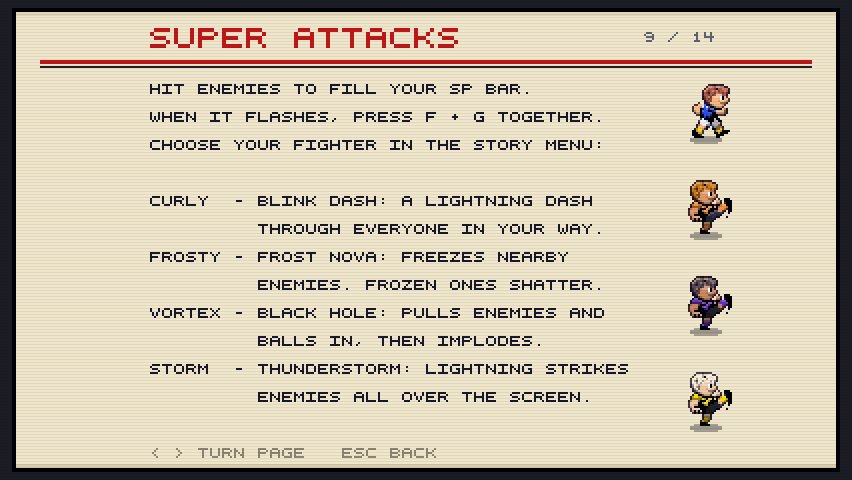 SUPER ATTACKS
9 / 14
HIT ENEMIES TO FILL YOUR SP BAR.
WHEN IT FLASHES, PRESS F + G TOGETHER.
CHOOSE YOUR FIGHTER IN THE STORY MENU:
CURLY - BLINK DASH: A LIGHTNING DASH
THROUGH EVERYONE IN YOUR WAY.
FROSTY - FROST NOVA: FREEZES NEARBY
ENEMIES. FROZEN ONES SHATTER.
VORTEX - BLACK HOLE: PULLS ENEMIES AND
BALLS IN, THEN IMPLODES.
STORM - THUNDERSTORM: LIGHTNING STRIKES
ENEMIES ALL OVER THE SCREEN.
< > TURN PAGE ESC BACK